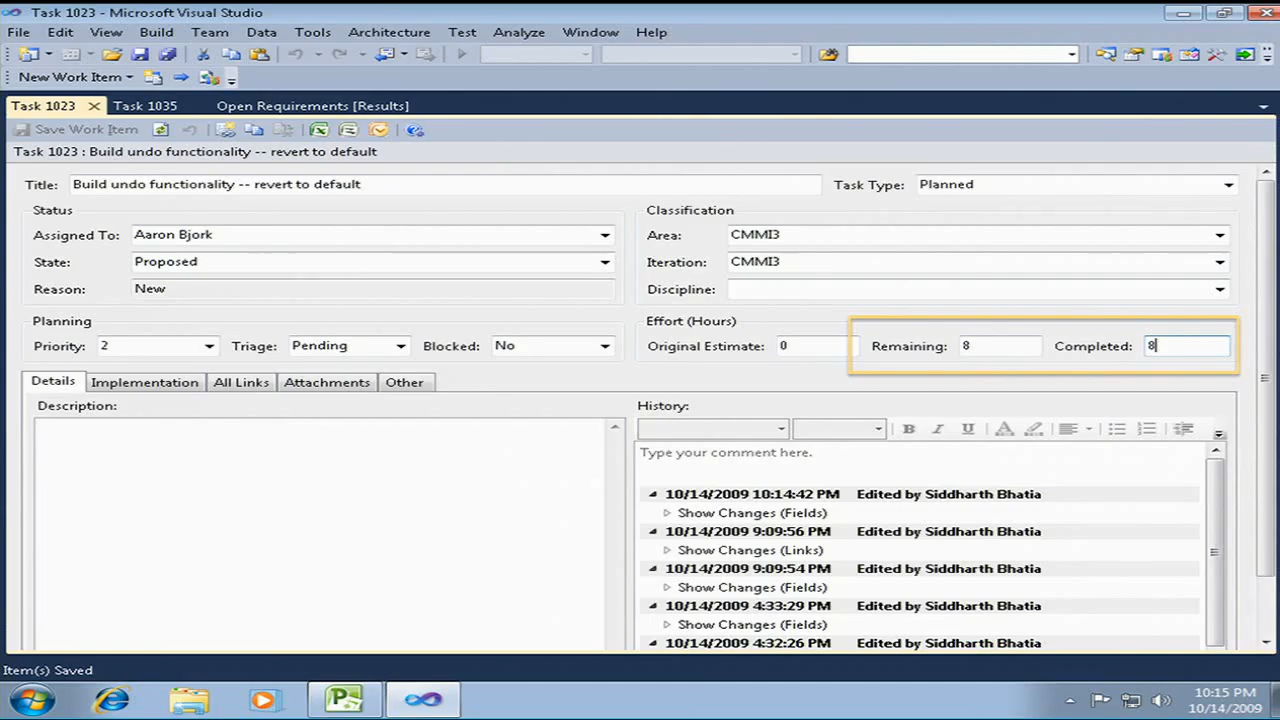 Task 1023 - Microsoft Visual Studio
File Edit View Build Team Data Tools Architecture Test Analyze Window Help
New Work Item
Task 1023 Task 1035 Open Requirements [Results]
Save Work Item
Task 1023 : Build undo functionality -- revert to default
Title: Build undo functionality -- revert to default Task Type: Planned
Status Classification
Assigned To: Aaron Bjork Area: CMMI3
State: Proposed Iteration: CMMI3
Reason: New Discipline:
Planning Effort (Hours)
Priority: 2 Triage: Pending Blocked: No Original Estimate: 0 Remaining: 8 Completed: 8
Details Implementation All Links Attachments Other
Description: History:
B I U A
Type your comment here.
10/14/2009 10:14:42 PM Edited by Siddharth Bhatia
Show Changes (Fields)
10/14/2009 9:09:56 PM Edited by Siddharth Bhatia
Show Changes (Links)
10/14/2009 9:09:54 PM Edited by Siddharth Bhatia
Show Changes (Fields)
10/14/2009 4:33:29 PM Edited by Siddharth Bhatia
Show Changes (Fields)
10/14/2009 4:32:26 PM Edited by Siddharth Bhatia
Item(s) Saved
10:15 PM
10/14/2009